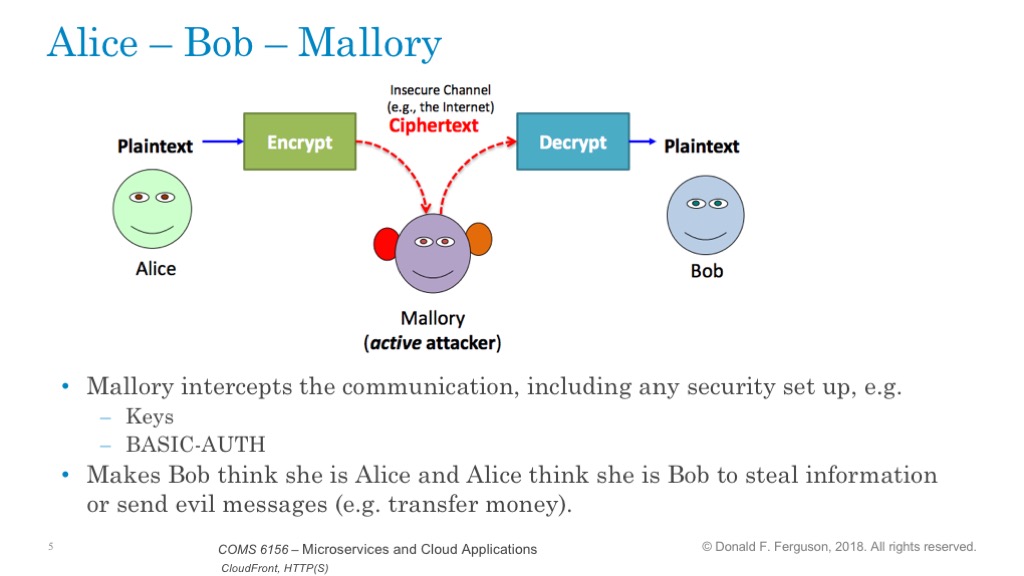 Alice – Bob – Mallory
Insecure Channel
(e.g., the Internet)
Ciphertext
Plaintext
Encrypt
Decrypt
Plaintext
Alice
Bob
Mallory
(active attacker)
• Mallory intercepts the communication, including any security set up, e.g.
– Keys
– BASIC-AUTH
• Makes Bob think she is Alice and Alice think she is Bob to steal information
or send evil messages (e.g. transfer money).
5
COMS 6156 – Microservices and Cloud Applications
CloudFront, HTTP(S)
© Donald F. Ferguson, 2018. All rights reserved.